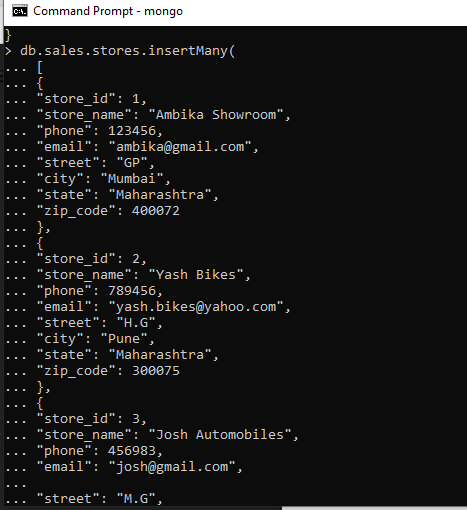 Command Prompt - mongo
}
> db.sales.stores.insertMany(
... [
... {
... "store_id": 1,
... "store_name": "Ambika Showroom",
... "phone": 123456,
... "email": "ambika@gmail.com",
... "street": "GP",
... "city": "Mumbai",
... "state": "Maharashtra",
... "zip_code": 400072
... },
... {
... "store_id": 2,
... "store_name": "Yash Bikes",
... "phone": 789456,
... "email": "yash.bikes@yahoo.com",
... "street": "H.G",
... "city": "Pune",
... "state": "Maharashtra",
... "zip_code": 300075
... },
... {
... "store_id": 3,
... "store_name": "Josh Automobiles",
... "phone": 456983,
... "email": "josh@gmail.com",
...
... "street": "M.G",